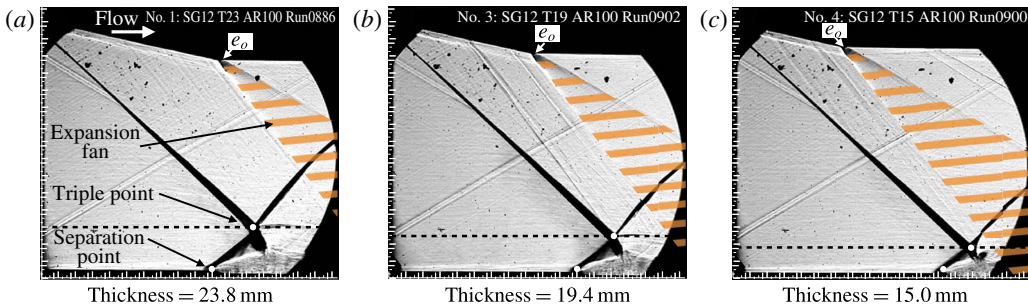 (a)
Flow
No. 1: SG12 T23 AR100 Run0886
e_o
Expansion
fan
Triple point
Separation
point
Thickness = 23.8 mm
(b)
No. 3: SG12 T19 AR100 Run0902
e_o
Thickness = 19.4 mm
(c)
No. 4: SG12 T15 AR100 Run0900
e_o
Thickness = 15.0 mm